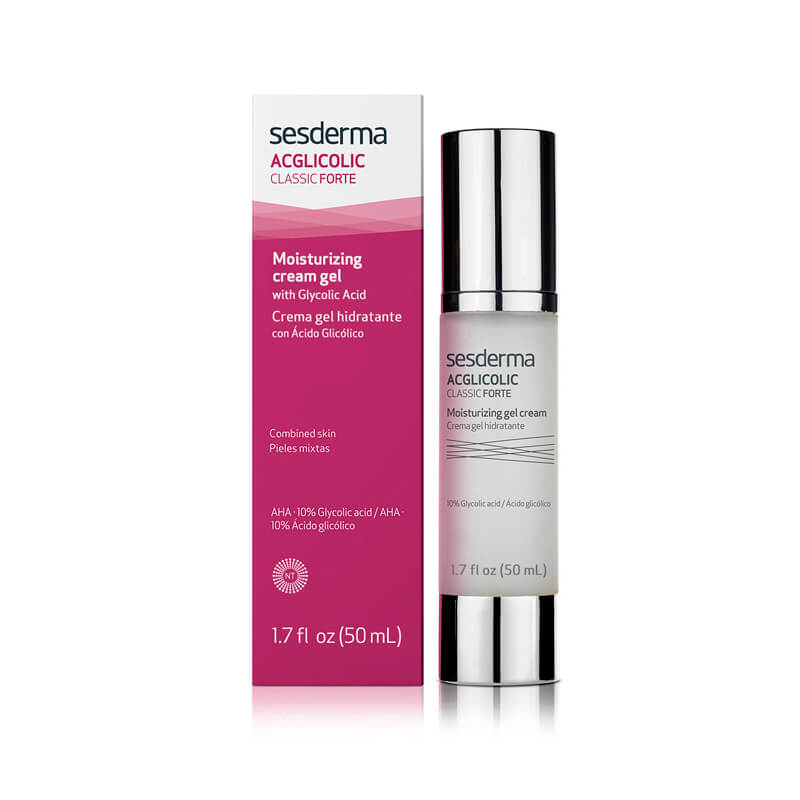 sesderma
ACGLICOLIC
CLASSIC FORTE
Moisturizing
cream gel
with Glycolic Acid
Crema gel hidratante
con Ácido Glicólico
Combined skin
Pieles mixtas
AHA · 10% Glycolic acid / AHA ·
10% Ácido glicólico
NT
1.7 fl oz (50 mL)
sesderma
ACGLICOLIC
CLASSIC FORTE
Moisturizing gel cream
Crema gel hidratante
10% Glycolic acid / Ácido glicólico
1.7 fl oz (50 mL)